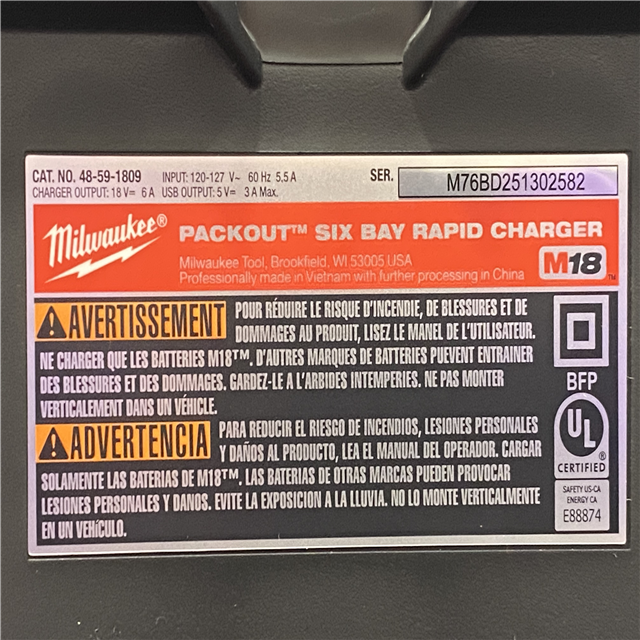 CAT. NO. 48-59-1809 INPUT: 120-127 V~ 60 Hz 5.5 A SER. M76BD251302582
CHARGER OUTPUT: 18 V⎓ 6 A USB OUTPUT: 5 V⎓ 3 A Max.
Milwaukee® PACKOUT™ SIX BAY RAPID CHARGER
Milwaukee Tool, Brookfield, WI 53005 USA
Professionally made in Vietnam with further processing in China
M18™
⚠AVERTISSEMENT POUR RÉDUIRE LE RISQUE D'INCENDIE, DE BLESSURES ET DE
DOMMAGES AU PRODUIT, LISEZ LE MANEL DE L'UTILISATEUR.
NE CHARGER QUE LES BATTERIES M18™. D'AUTRES MARQUES DE BATTERIES PUEVENT ENTRAINER
DES BLESSURES ET DES DOMMAGES. GARDEZ-LE A L'ARBIDES INTEMPERIES. NE PAS MONTER
VERTICALEMENT DANS UN VÉHICLE.
⚠ADVERTENCIA PARA REDUCIR EL RIESGO DE INCENDIOS, LESIONES PERSONALES
Y DAÑOS AL PRODUCTO, LEA EL MANUAL DEL OPERADOR. CARGAR
SOLAMENTE LAS BATERIAS DE M18™. LAS BATERIAS DE OTRAS MARCAS PUEDEN PROVOCAR
LESIONES PERSONALES Y DANOS. EVITE LA EXPOSICION A LA LLUVIA. NO LO MONTE VERTICALMENTE
EN UN VEHÍCULO.
BFP
UL®
CERTIFIED
SAFETY US-CA
ENERGY CA
E88874